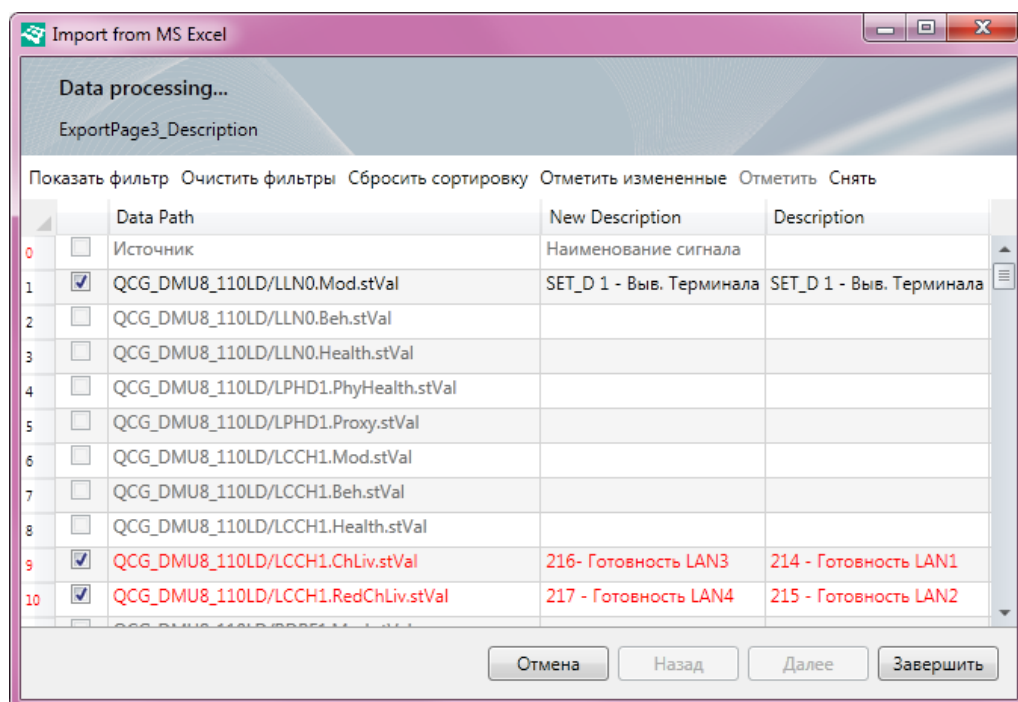 Import from MS Excel
Data processing...
ExportPage3_Description
Показать фильтр Очистить фильтры Сбросить сортировку Отметить измененные Отметить Снять
Data Path New Description Description
0 Источник Наименование сигнала
1 QCG_DMU8_110LD/LLN0.Mod.stVal SET_D 1 - Выв. Терминала SET_D 1 - Выв. Терминала
2 QCG_DMU8_110LD/LLN0.Beh.stVal
3 QCG_DMU8_110LD/LLN0.Health.stVal
4 QCG_DMU8_110LD/LPHD1.PhyHealth.stVal
5 QCG_DMU8_110LD/LPHD1.Proxy.stVal
6 QCG_DMU8_110LD/LCCH1.Mod.stVal
7 QCG_DMU8_110LD/LCCH1.Beh.stVal
8 QCG_DMU8_110LD/LCCH1.Health.stVal
9 QCG_DMU8_110LD/LCCH1.ChLiv.stVal 216- Готовность LAN3 214 - Готовность LAN1
10 QCG_DMU8_110LD/LCCH1.RedChLiv.stVal 217 - Готовность LAN4 215 - Готовность LAN2
Отмена Назад Далее Завершить